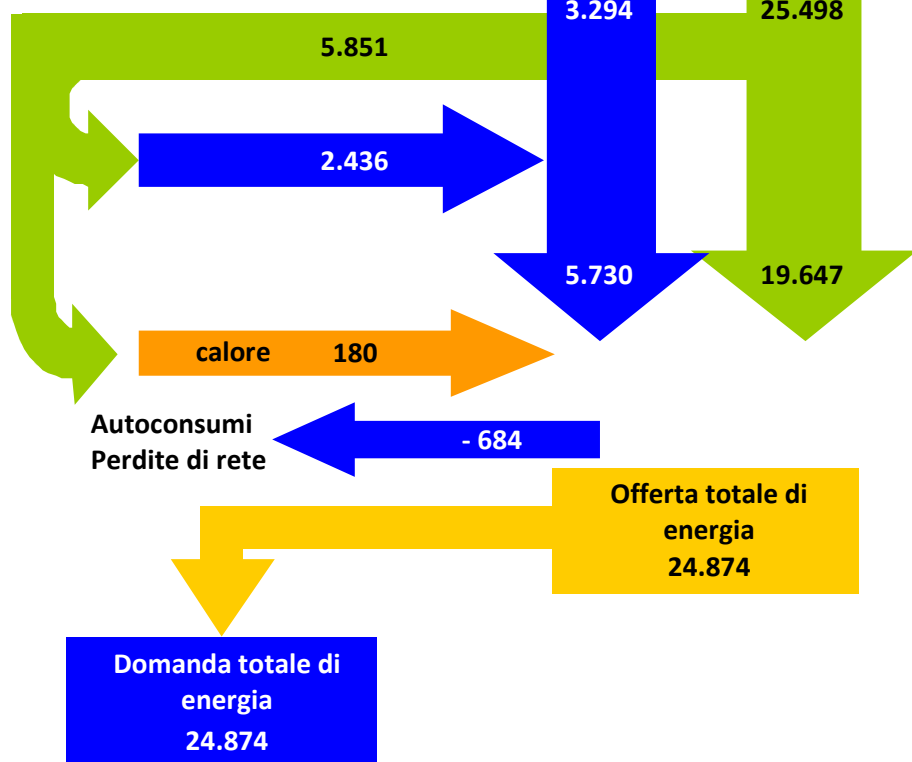 3.294
25.498
5.851
2.436
5.730
19.647
calore 180
Autoconsumi
Perdite di rete
- 684
Offerta totale di
energia
24.874
Domanda totale di
energia
24.874